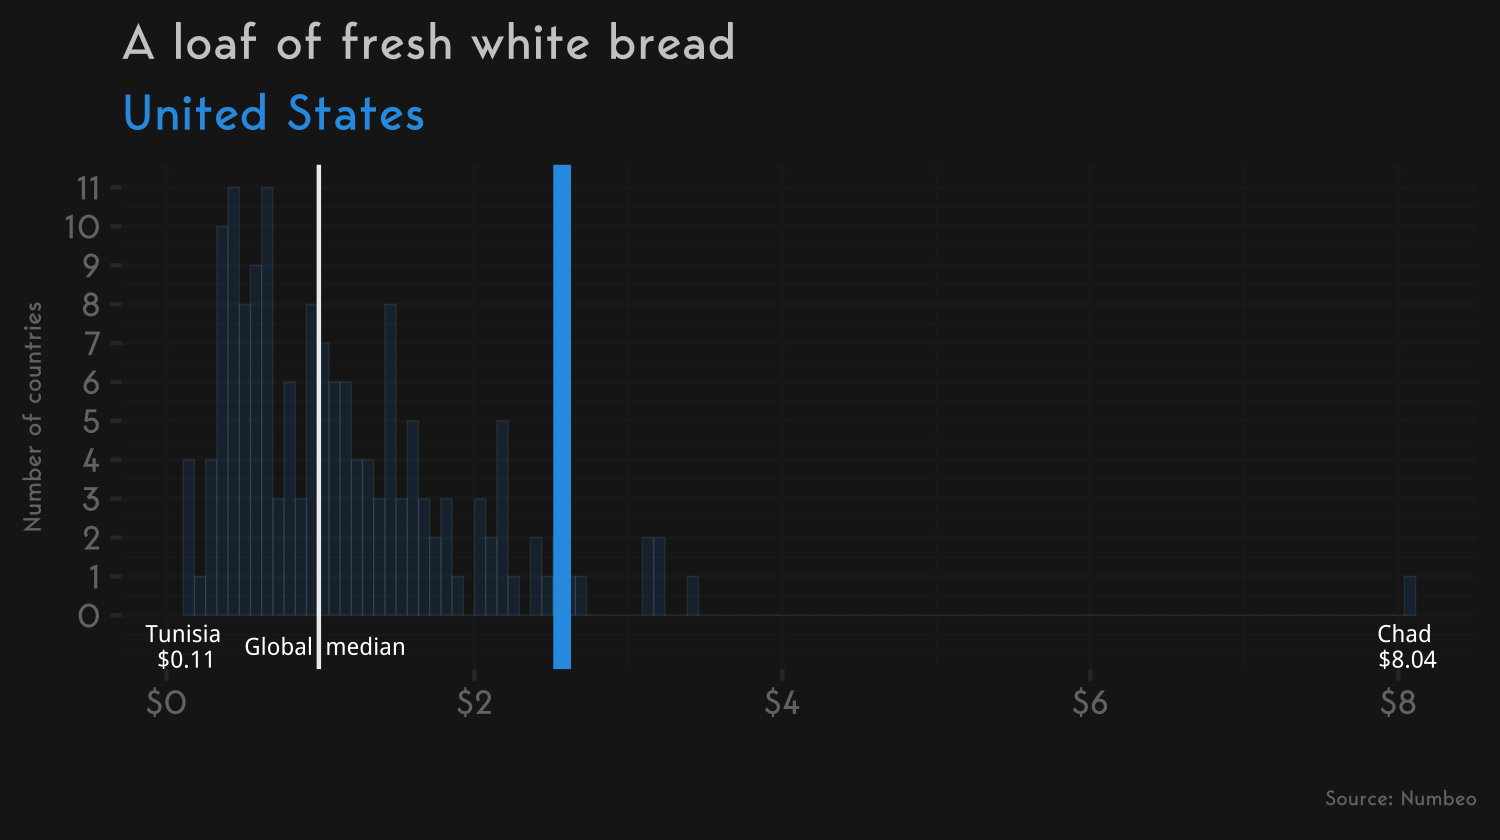 A loaf of fresh white bread
United States
Number of countries
11
10
9
8
7
6
5
4
3
2
1
0
Tunisia
$0.11
Global median
Chad
$8.04
$0 $2 $4 $6 $8
Source: Numbeo